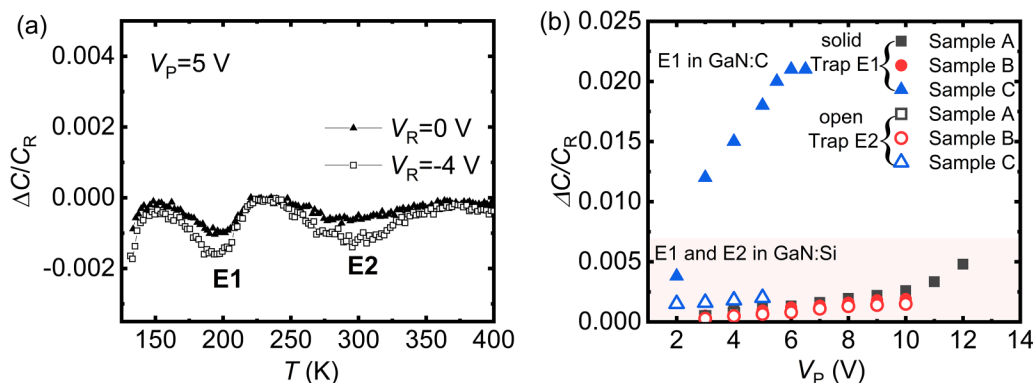 (a)
V_P=5 V
V_R=0 V
V_R=-4 V
E1
E2
0.004
0.002
0.000
-0.002
ΔC/C_R
150 200 250 300 350 400
T (K)
(b)
E1 in GaN:C
solid
Trap E1
Sample A
Sample B
Sample C
open
Trap E2
Sample A
Sample B
Sample C
E1 and E2 in GaN:Si
0.025
0.020
0.015
0.010
0.005
0.000
ΔC/C_R
2 4 6 8 10 12 14
V_P (V)